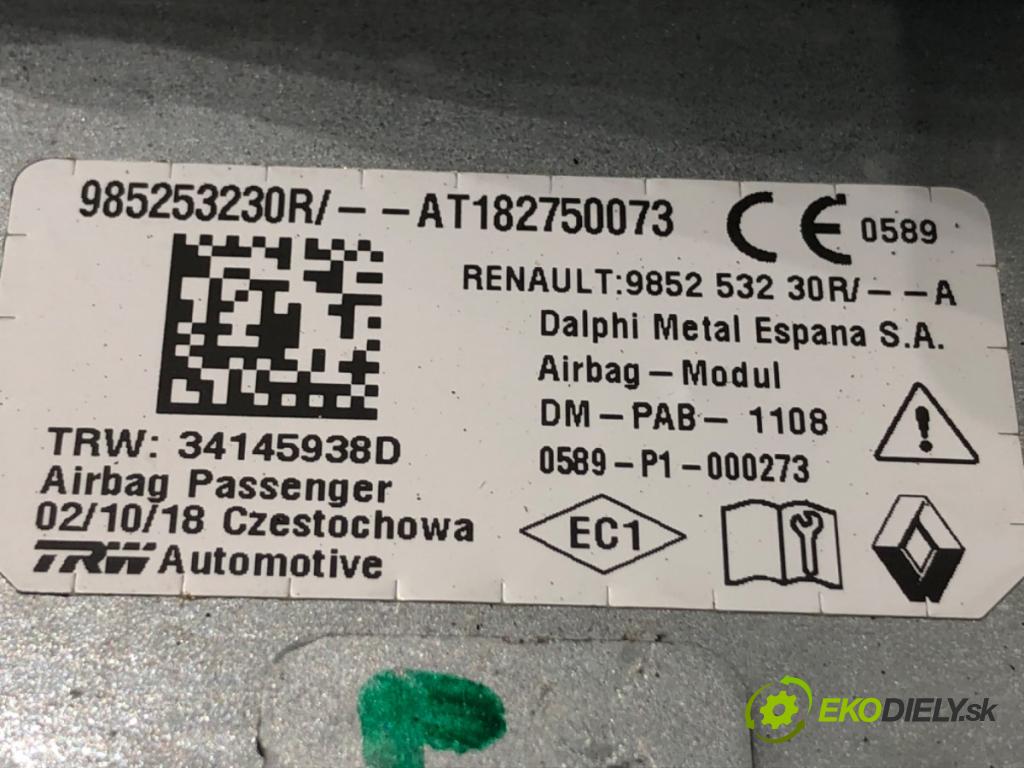 985253230R/--AT182750073
CE 0589
RENAULT:9852 532 30R/--A
Dalphi Metal Espana S.A.
Airbag-Modul
DM-PAB-1108
0589-P1-000273
TRW: 34145938D
Airbag Passenger
02/10/18 Czestochowa
TRW Automotive
EC1
EKODIELY.sk